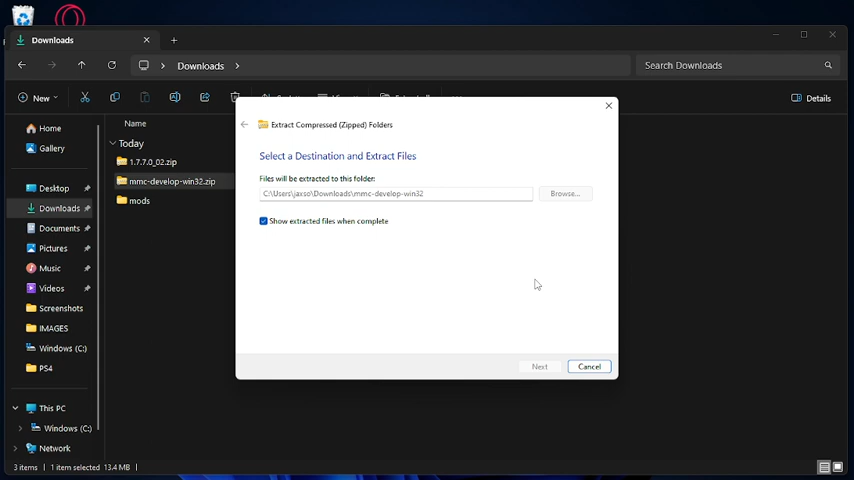 Downloads
Downloads
Search Downloads
New
Details
Name
Home
Gallery
Today
1.7.7.0_02.zip
mmc-develop-win32.zip
mods
Desktop
Downloads
Documents
Pictures
Music
Videos
Screenshots
IMAGES
Windows (C:)
PS4
This PC
Windows (C:)
Network
Extract Compressed (Zipped) Folders
Select a Destination and Extract Files
Files will be extracted to this folder:
C:\Users\jaxso\Downloads\mmc-develop-win32
Browse...
Show extracted files when complete
Next
Cancel
3 items
1 item selected 13.4 MB